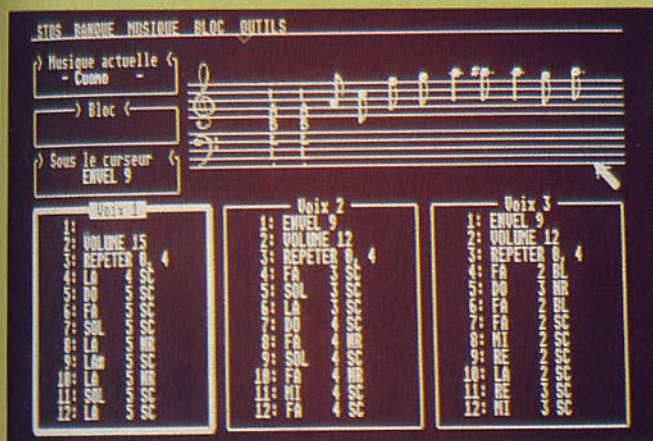 STOS BANQUE MUSIQUE BLOC OUTILS
> Musique actuelle <
- Cuomo -
> Bloc <
> Sous le curseur <
ENVEL 9
Voix 1
1:
2: VOLUME 15
3: REPETER 0, 4
4: LA 4 SC
5: DO 5 SC
6: FA 5 SC
7: SOL 5 SC
8: LA 5 NR
9: LA# 5 SC
10: LA 5 NR
11: SOL 5 SC
12: LA 5 SC
Voix 2
1: ENVEL 9
2: VOLUME 12
3: REPETER 0, 4
4: FA 3 SC
5: SOL 3 SC
6: LA 3 SC
7: DO 4 SC
8: FA 4 NR
9: SOL 4 SC
10: FA 4 NR
11: MI 4 SC
12: FA 4 SC
Voix 3
1: ENVEL 9
2: VOLUME 12
3: REPETER 0, 4
4: FA 2 BL
5: DO 3 NR
6: FA 2 BL
7: FA 2 SC
8: MI 2 SC
9: RE 2 SC
10: LA 2 SC
11: RE 3 SC
12: MI 3 SC